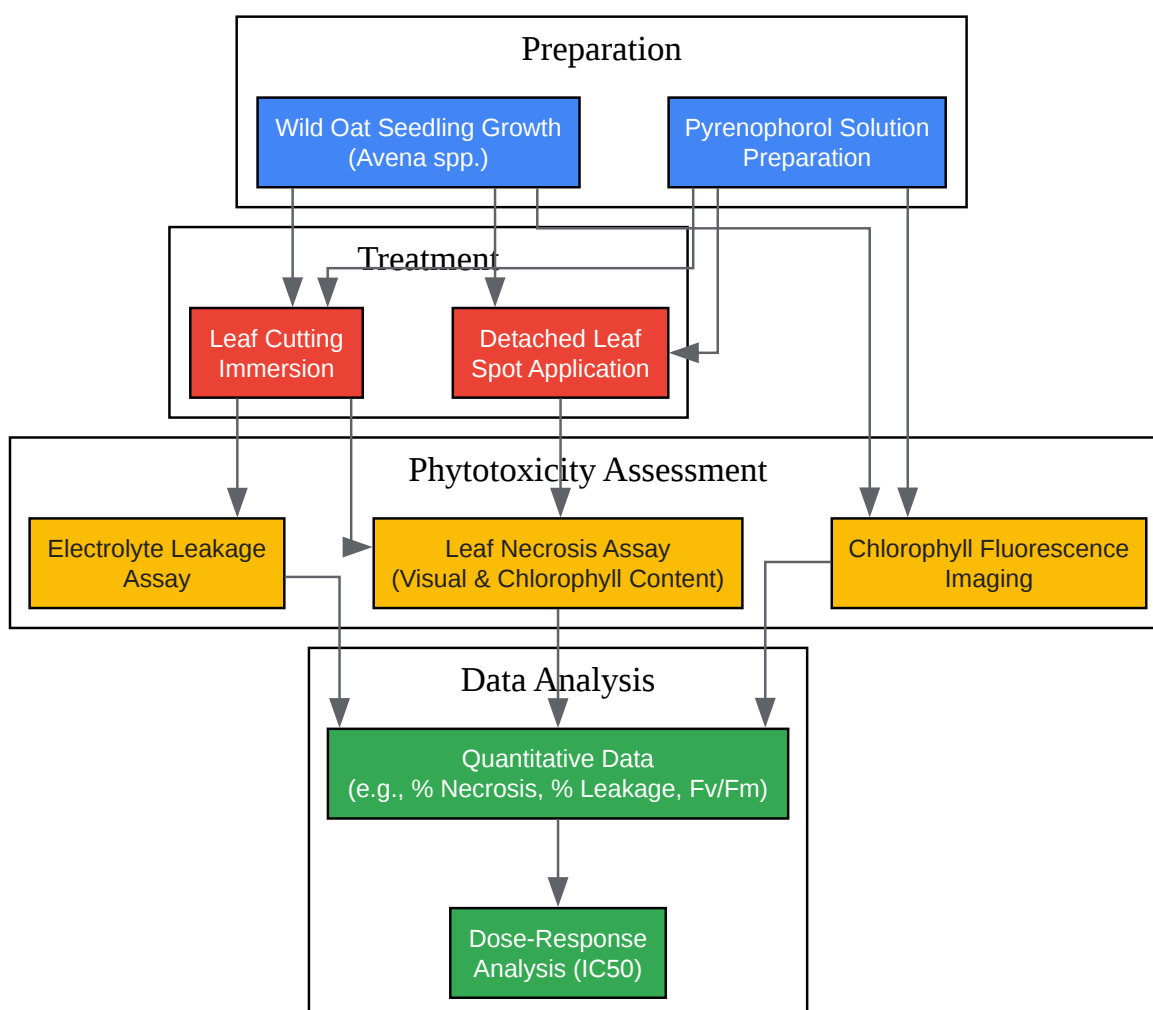 Preparation
Wild Oat Seedling Growth
(Avena spp.)
Pyrenophorol Solution
Preparation
Treatment
Leaf Cutting
Immersion
Detached Leaf
Spot Application
Phytotoxicity Assessment
Electrolyte Leakage
Assay
Leaf Necrosis Assay
(Visual & Chlorophyll Content)
Chlorophyll Fluorescence
Imaging
Data Analysis
Quantitative Data
(e.g., % Necrosis, % Leakage, Fv/Fm)
Dose-Response
Analysis (IC50)